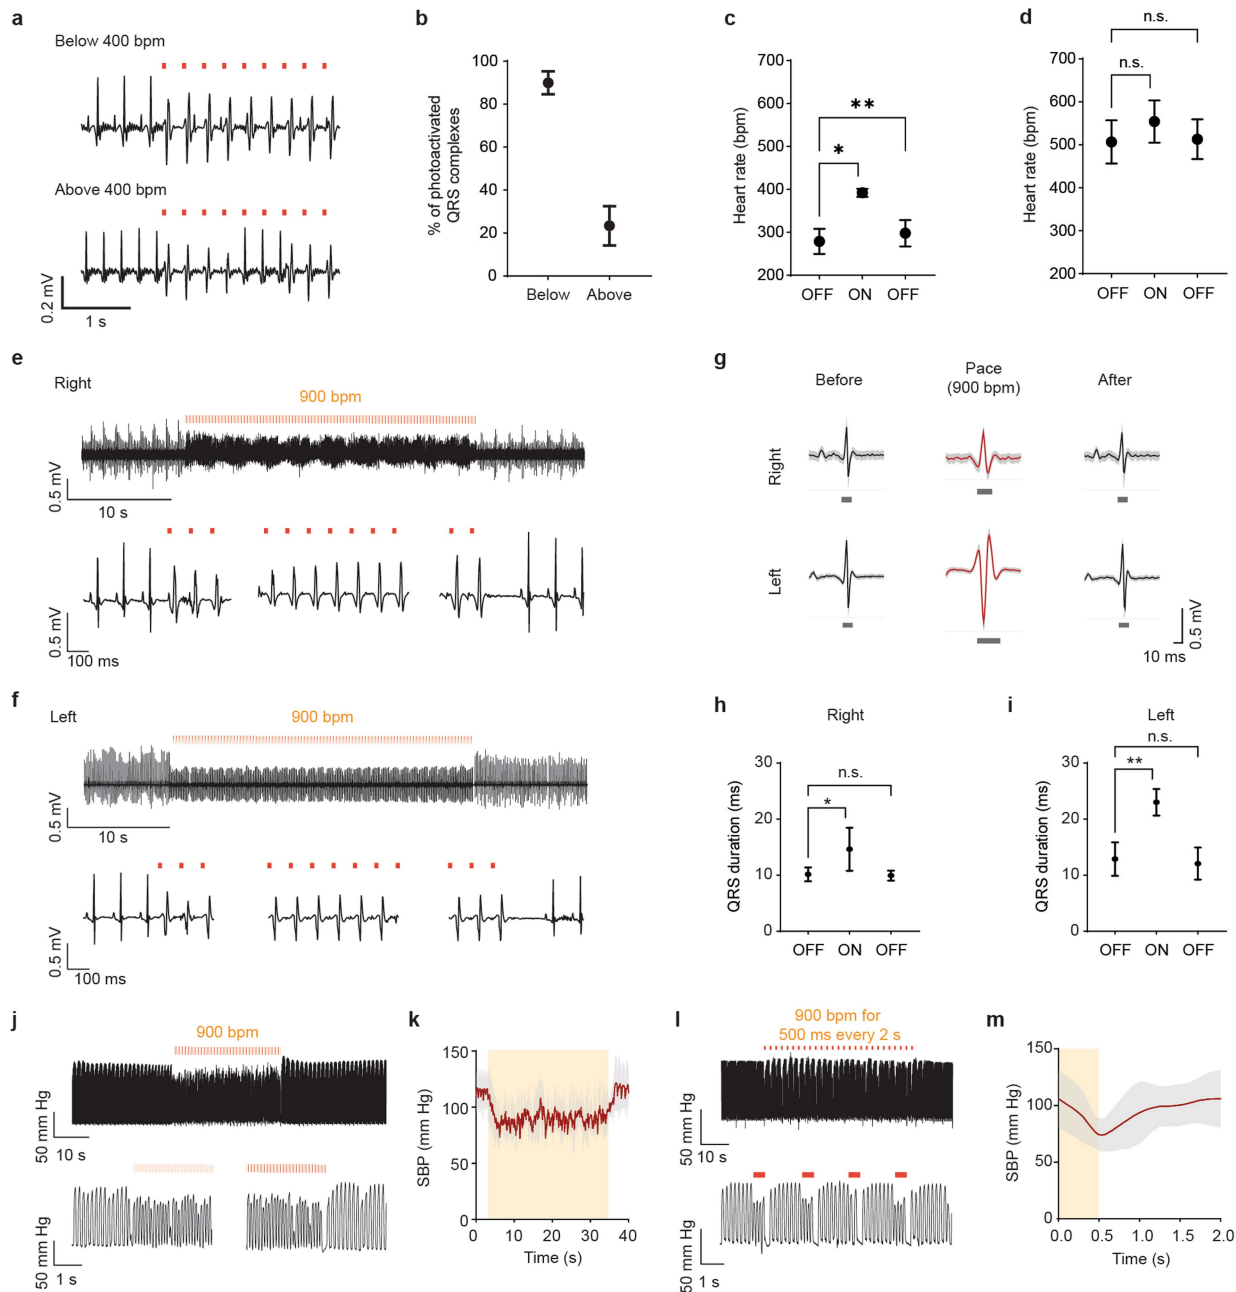 a
Below 400 bpm
Above 400 bpm
0.2 mV
1 s
b
% of photoactivated
QRS complexes
100
80
60
40
20
0
Below Above
c
Heart rate (bpm)
700
600
500
400
300
200
**
*
OFF ON OFF
d
Heart rate (bpm)
700
600
500
400
300
200
n.s.
n.s.
OFF ON OFF
e
Right
900 bpm
0.5 mV
10 s
0.5 mV
100 ms
g
Before
Pace
(900 bpm)
After
Right
Left
0.5 mV
10 ms
f
Left
900 bpm
0.5 mV
10 s
0.5 mV
100 ms
h
Right
QRS duration (ms)
30
20
10
0
n.s.
*
OFF ON OFF
i
Left
QRS duration (ms)
30
20
10
0
n.s.
**
OFF ON OFF
j
900 bpm
50 mm Hg
10 s
50 mm Hg
1 s
k
SBP (mm Hg)
150
100
50
0
0 10 20 30 40
Time (s)
l
900 bpm for
500 ms every 2 s
50 mm Hg
10 s
50 mm Hg
1 s
m
SBP (mm Hg)
150
100
50
0
0.0 0.5 1.0 1.5 2.0
Time (s)